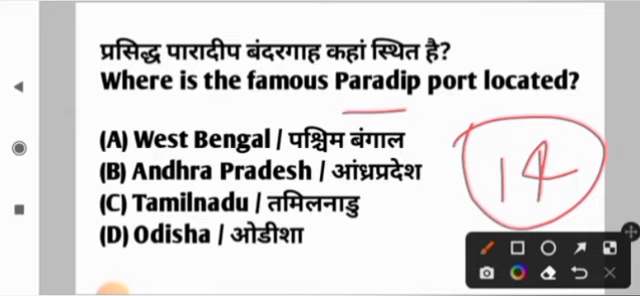 प्रसिद्ध पारादीप बंदरगाह कहां स्थित है?
Where is the famous Paradip port located?
(A) West Bengal / पश्चिम बंगाल
(B) Andhra Pradesh / आंध्रप्रदेश
(C) Tamilnadu / तमिलनाडु
(D) Odisha / ओडीशा
14